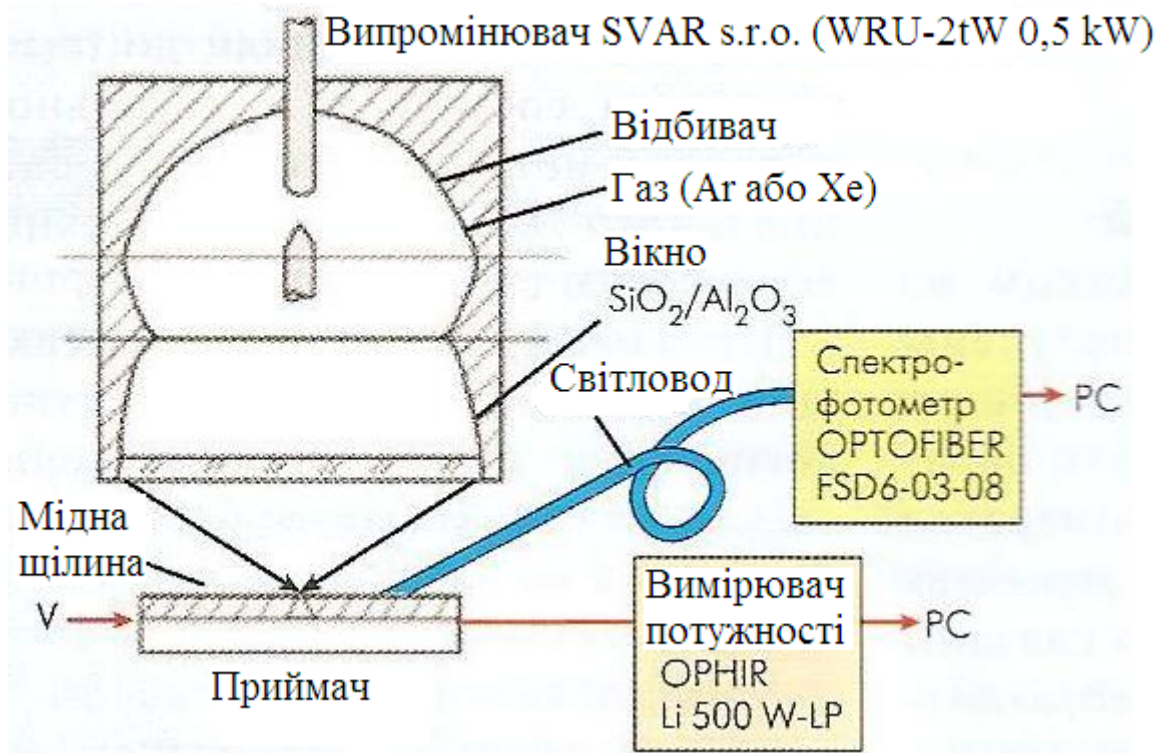 Випромінювач SVAR s.r.o. (WRU-2tW 0,5 kW)
Відбивач
Газ (Ar або Xe)
Вікно
SiO₂/Al₂O₃
Світловод
Спектро-
фотометр
OPTOFIBER
FSD6-03-08
PC
Мідна
щілина
V
Приймач
Вимірювач
потужності
OPHIR
Li 500 W-LP
PC